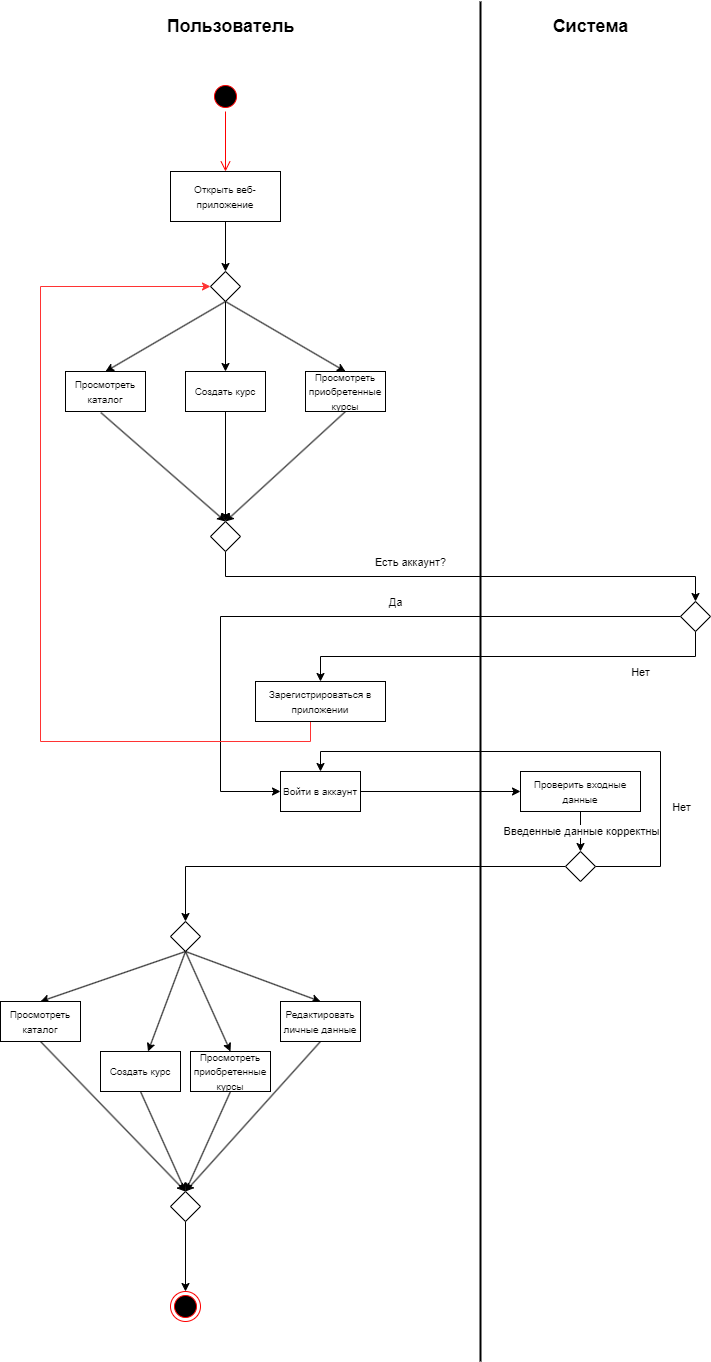 Пользователь
Система
Открыть веб-
приложение
Просмотреть
каталог
Создать курс
Просмотреть
приобретенные
курсы
Есть аккаунт?
Да
Нет
Зарегистрироваться в
приложении
Войти в аккаунт
Проверить входные
данные
Нет
Введенные данные корректны
Просмотреть
каталог
Создать курс
Просмотреть
приобретенные
курсы
Редактировать
личные данные